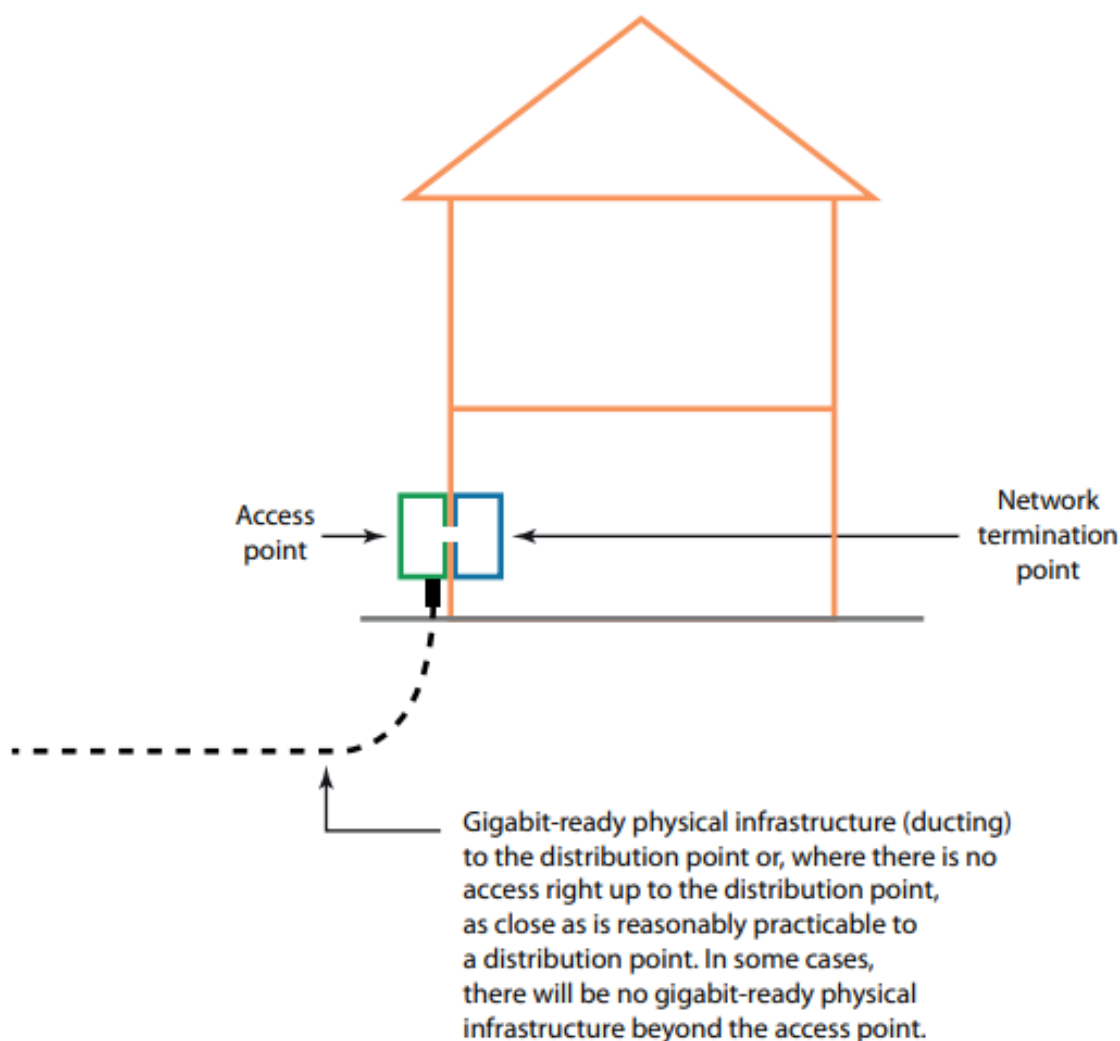 Access
point
Network
termination
point
Gigabit-ready physical infrastructure (ducting)
to the distribution point or, where there is no
access right up to the distribution point,
as close as is reasonably practicable to
a distribution point. In some cases,
there will be no gigabit-ready physical
infrastructure beyond the access point.